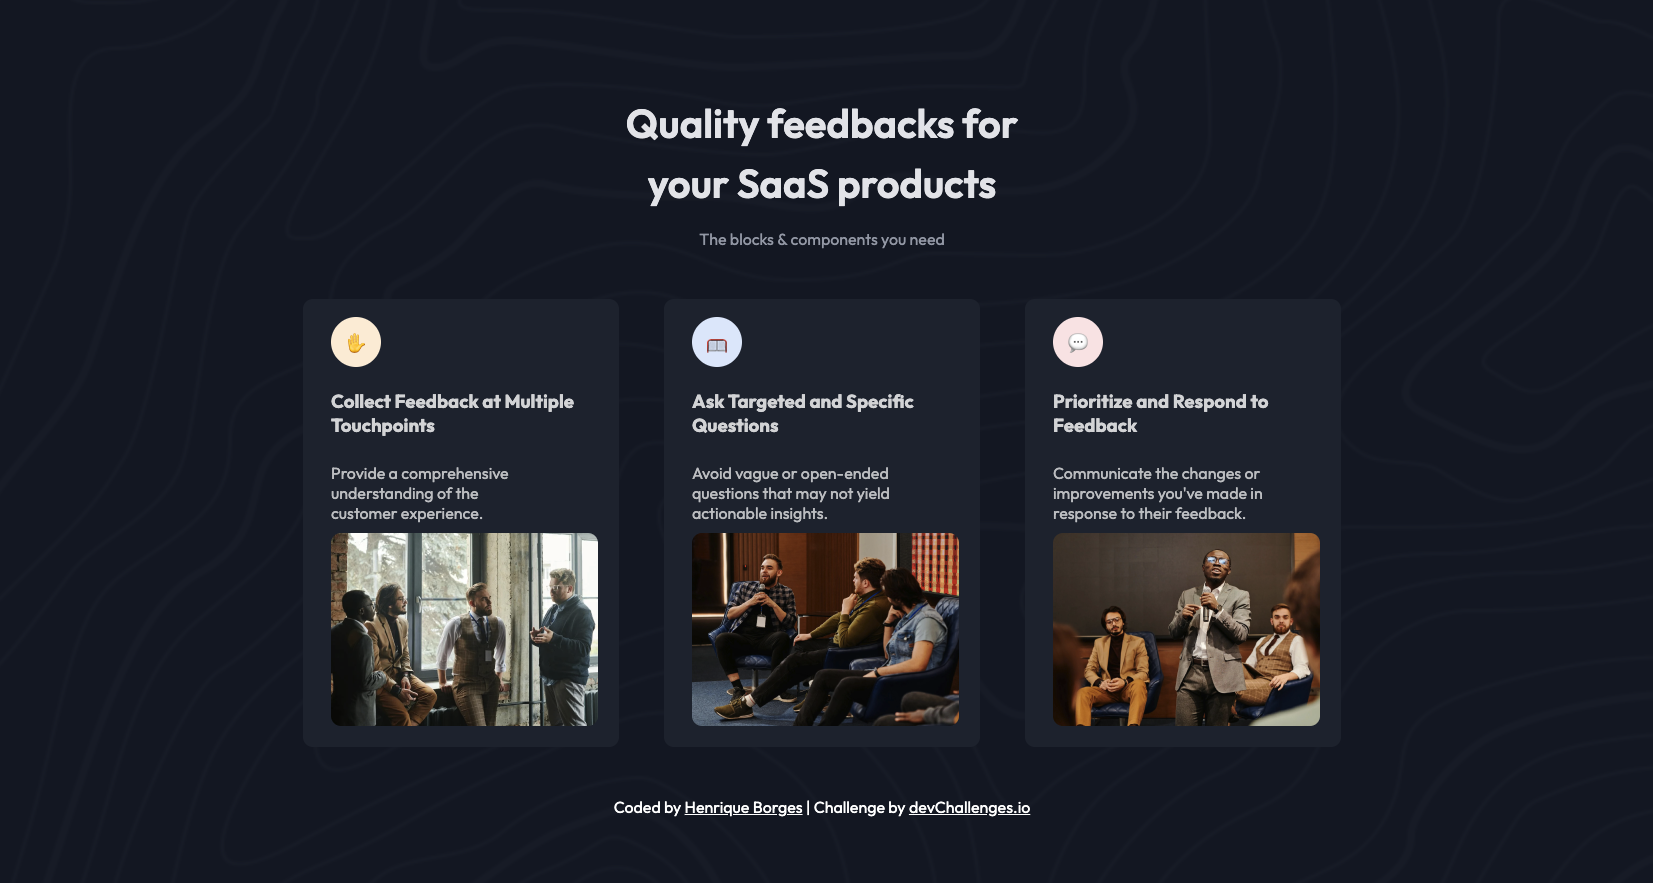 Quality feedbacks for
your SaaS products
The blocks & components you need
Collect Feedback at Multiple
Touchpoints
Provide a comprehensive
understanding of the
customer experience.
Ask Targeted and Specific
Questions
Avoid vague or open-ended
questions that may not yield
actionable insights.
Prioritize and Respond to
Feedback
Communicate the changes or
improvements you've made in
response to their feedback.
Coded by Henrique Borges | Challenge by devChallenges.io